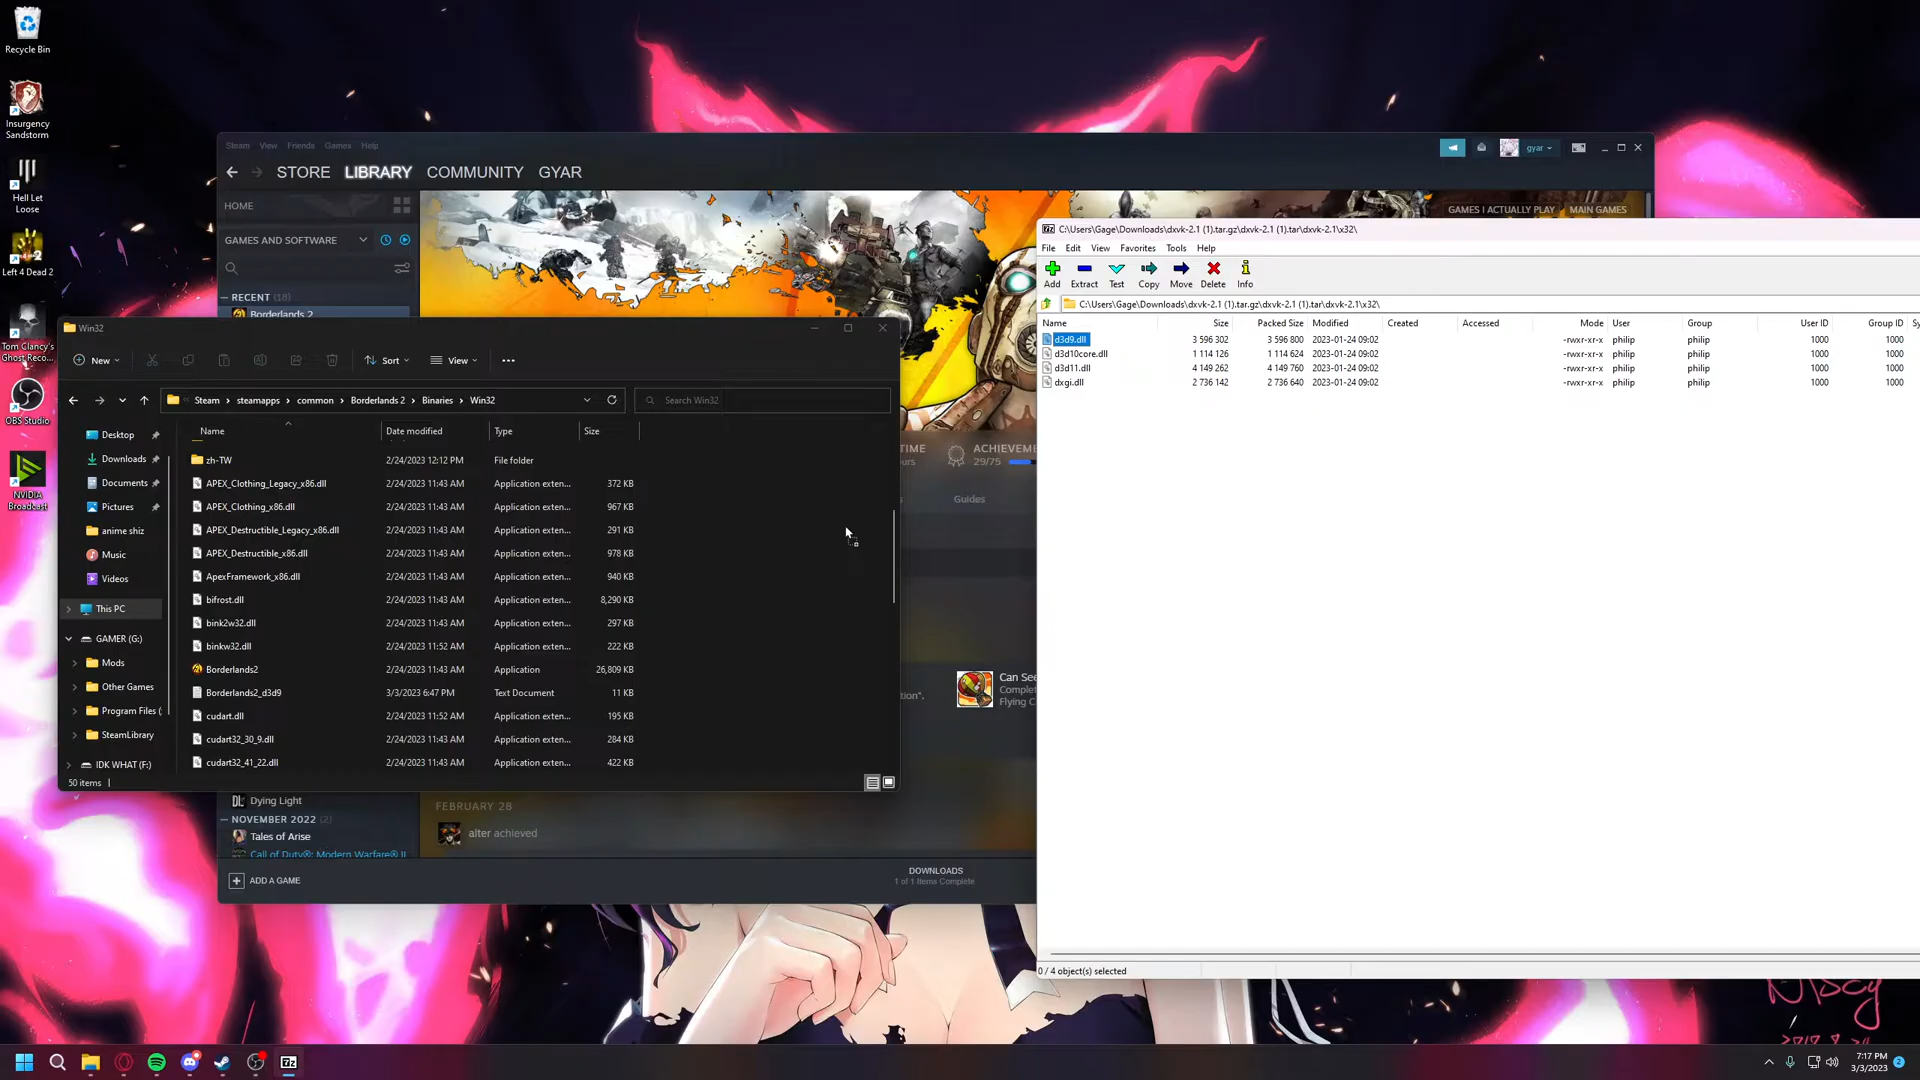 Recycle Bin
Insurgency
Sandstorm
Hell Let
Loose
Left 4 Dead 2
Tom Clancy's
Ghost Reco...
OBS Studio
NVIDIA
Broadcast
Steam View Friends Games Help
gyar
STORE LIBRARY COMMUNITY GYAR
HOME
GAMES AND SOFTWARE
RECENT (18)
Borderlands 2
GAMES I ACTUALLY PLAY MAIN GAMES
ACHIEVEM
29/75
Guides
Can See
Complet
Flying C
Dying Light
NOVEMBER 2022 (2)
Tales of Arise
Call of Duty®: Modern Warfare® II
FEBRUARY 28
alter achieved
ADD A GAME
DOWNLOADS
1 of 1 Items Complete
Win32
New Sort View
Steam > steamapps > common > Borderlands 2 > Binaries > Win32
Search Win32
Desktop
Downloads
Documents
Pictures
anime shiz
Music
Videos
This PC
GAMER (G:)
Mods
Other Games
Program Files (
SteamLibrary
IDK WHAT (F:)
Name Date modified Type Size
zh-TW 2/24/2023 12:12 PM File folder
APEX_Clothing_Legacy_x86.dll 2/24/2023 11:43 AM Application exten... 372 KB
APEX_Clothing_x86.dll 2/24/2023 11:43 AM Application exten... 967 KB
APEX_Destructible_Legacy_x86.dll 2/24/2023 11:43 AM Application exten... 291 KB
APEX_Destructible_x86.dll 2/24/2023 11:43 AM Application exten... 978 KB
ApexFramework_x86.dll 2/24/2023 11:43 AM Application exten... 940 KB
bifrost.dll 2/24/2023 11:43 AM Application exten... 8,290 KB
bink2w32.dll 2/24/2023 11:43 AM Application exten... 297 KB
binkw32.dll 2/24/2023 11:52 AM Application exten... 222 KB
Borderlands2 2/24/2023 11:43 AM Application 26,809 KB
Borderlands2_d3d9 3/3/2023 6:47 PM Text Document 11 KB
cudart.dll 2/24/2023 11:52 AM Application exten... 195 KB
cudart32_30_9.dll 2/24/2023 11:43 AM Application exten... 284 KB
cudart32_41_22.dll 2/24/2023 11:43 AM Application exten... 422 KB
50 items
C:\Users\Gage\Downloads\dxvk-2.1 (1).tar.gz\dxvk-2.1 (1).tar\dxvk-2.1\x32\
File Edit View Favorites Tools Help
Add Extract Test Copy Move Delete Info
C:\Users\Gage\Downloads\dxvk-2.1 (1).tar.gz\dxvk-2.1 (1).tar\dxvk-2.1\x32\
Name Size Packed Size Modified Created Accessed Mode User Group User ID Group ID Sy
d3d9.dll 3 596 302 3 596 800 2023-01-24 09:02 -rwxr-xr-x philip philip 1000 1000
d3d10core.dll 1 114 126 1 114 624 2023-01-24 09:02 -rwxr-xr-x philip philip 1000 1000
d3d11.dll 4 149 262 4 149 760 2023-01-24 09:02 -rwxr-xr-x philip philip 1000 1000
dxgi.dll 2 736 142 2 736 640 2023-01-24 09:02 -rwxr-xr-x philip philip 1000 1000
0 / 4 object(s) selected
7:17 PM
3/3/2023
2